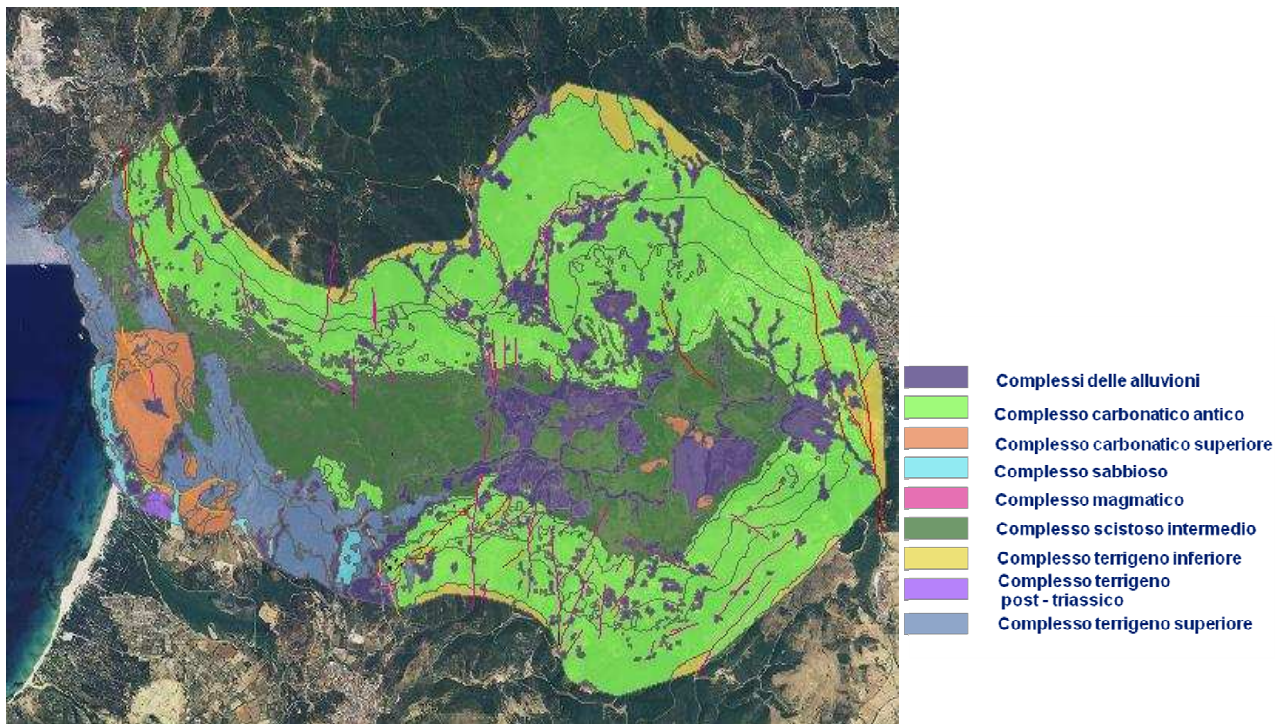 Complessi delle alluvioni
Complesso carbonatico antico
Complesso carbonatico superiore
Complesso sabbioso
Complesso magmatico
Complesso scistoso intermedio
Complesso terrigeno inferiore
Complesso terrigeno
post - triassico
Complesso terrigeno superiore